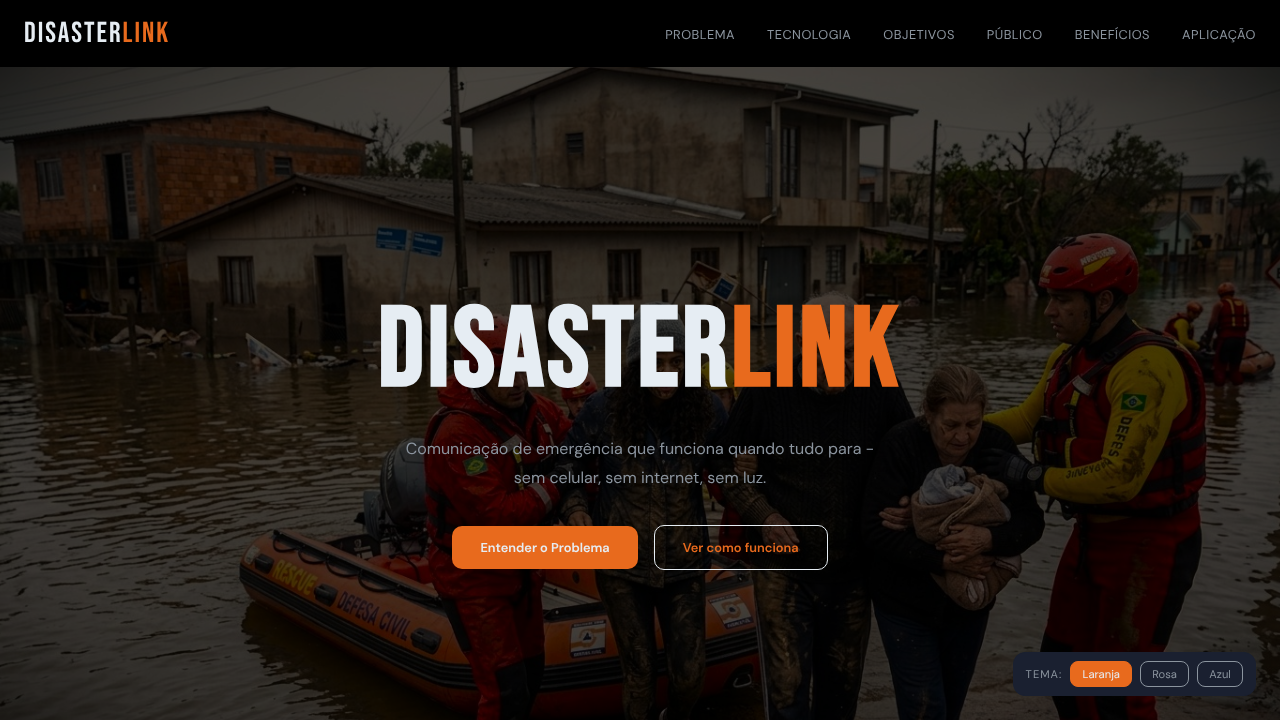 DISASTERLINK
PROBLEMA
TECNOLOGIA
OBJETIVOS
PÚBLICO
BENEFÍCIOS
APLICAÇÃO
DISASTERLINK
Comunicação de emergência que funciona quando tudo para -
sem celular, sem internet, sem luz.
Entender o Problema
Ver como funciona
RESCUE
DEFESA CIVIL
TEMA:
Laranja
Rosa
Azul